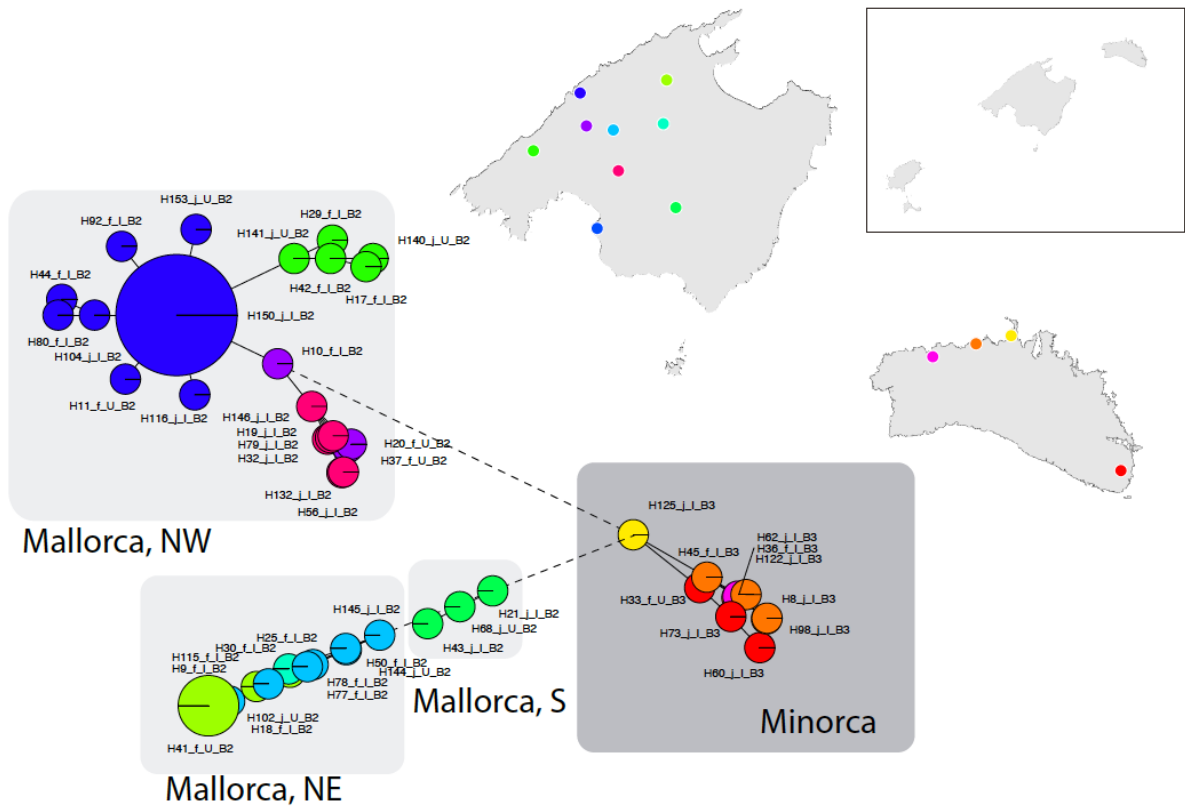 H153_j_U_B2
H92_f_I_B2
H29_f_I_B2
H141_j_U_B2
H140_j_U_B2
H44_f_I_B2
H42_f_I_B2
H17_f_I_B2
H150_j_I_B2
H80_f_I_B2
H104_j_I_B2
H10_f_I_B2
H11_f_U_B2
H116_j_I_B2
H146_j_I_B2
H19_j_I_B2
H79_j_I_B2
H32_j_I_B2
H20_f_U_B2
H37_f_U_B2
H132_j_I_B2
H56_j_I_B2
Mallorca, NW
H125_j_I_B3
H45_f_I_B3
H62_j_I_B3
H36_f_I_B3
H122_j_I_B3
H33_f_U_B3
H8_j_I_B3
H73_j_I_B3
H98_j_I_B3
H60_j_I_B3
Minorca
H21_j_I_B2
H68_j_U_B2
H43_j_I_B2
Mallorca, S
H145_j_I_B2
H25_f_I_B2
H30_f_I_B2
H115_f_I_B2
H9_f_I_B2
H50_f_I_B2
H144_j_U_B2
H78_f_I_B2
H77_f_I_B2
H102_j_U_B2
H18_f_I_B2
H41_f_U_B2
Mallorca, NE